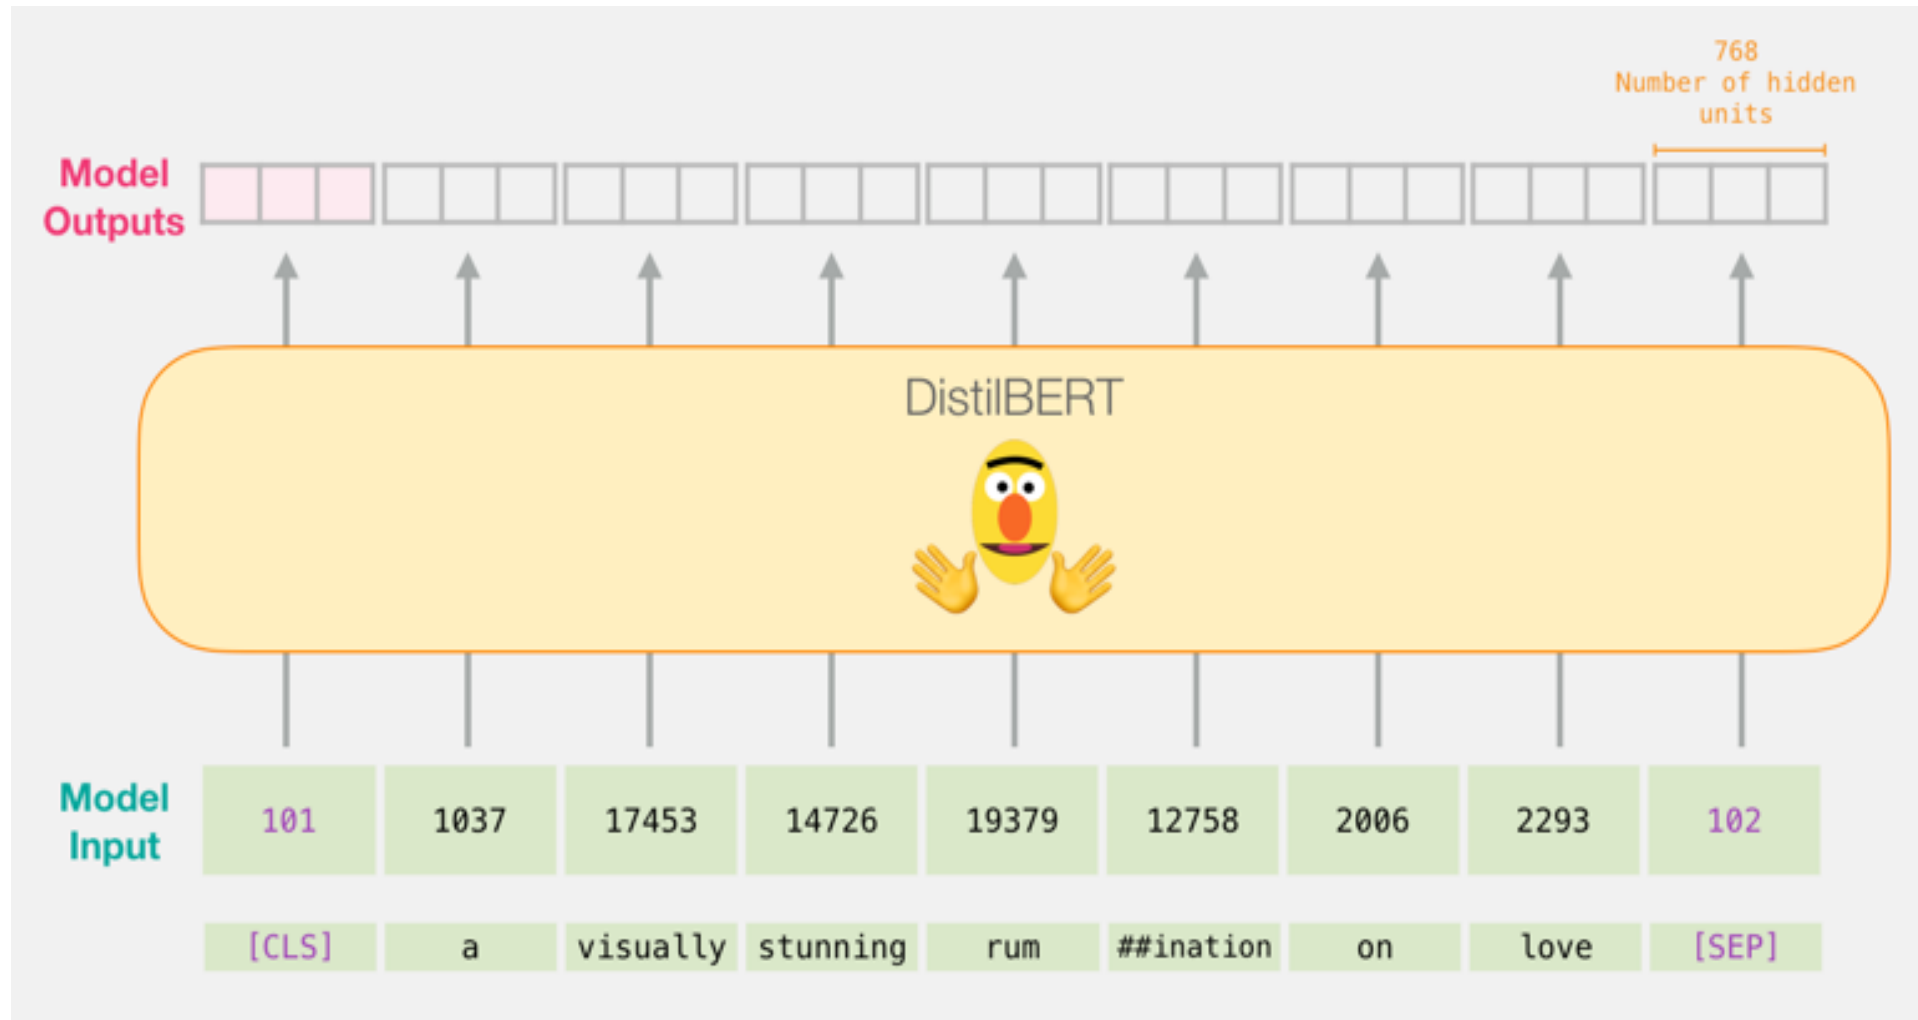 768
Number of hidden
units
Model
Outputs
DistilBERT
Model
Input
101 1037 17453 14726 19379 12758 2006 2293 102
[CLS] a visually stunning rum ##ination on love [SEP]